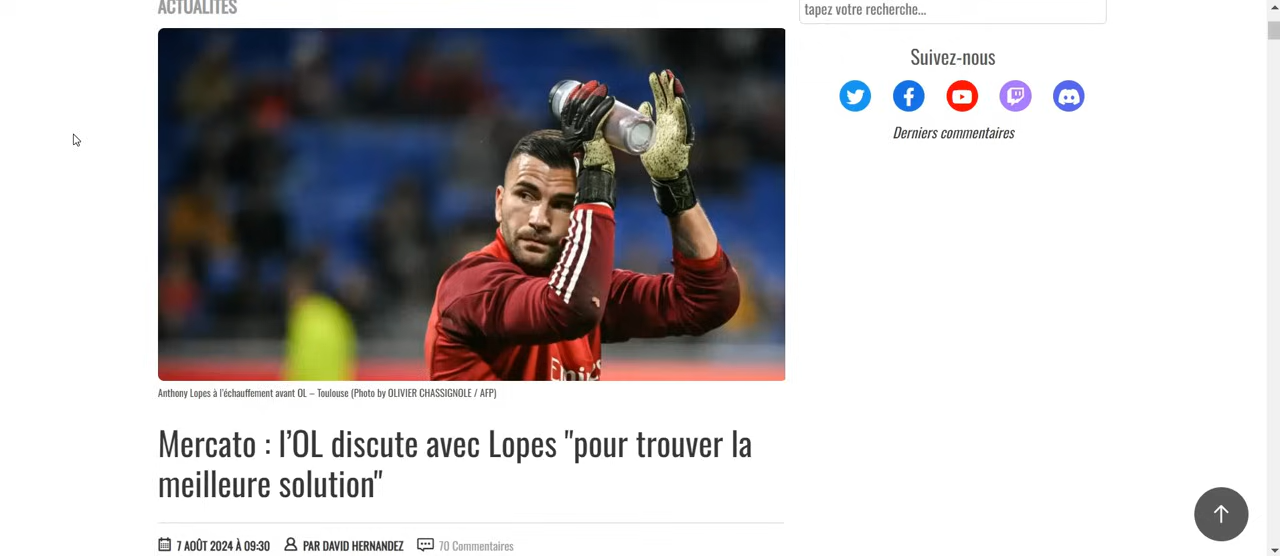 ACTUALITÉS
tapez votre recherche...
Suivez-nous
Derniers commentaires
Anthony Lopes à l'échauffement avant OL – Toulouse (Photo by OLIVIER CHASSIGNOLE / AFP)
Mercato : l'OL discute avec Lopes "pour trouver la
meilleure solution"
7 AOÛT 2024 À 09:30 PAR DAVID HERNANDEZ 70 Commentaires